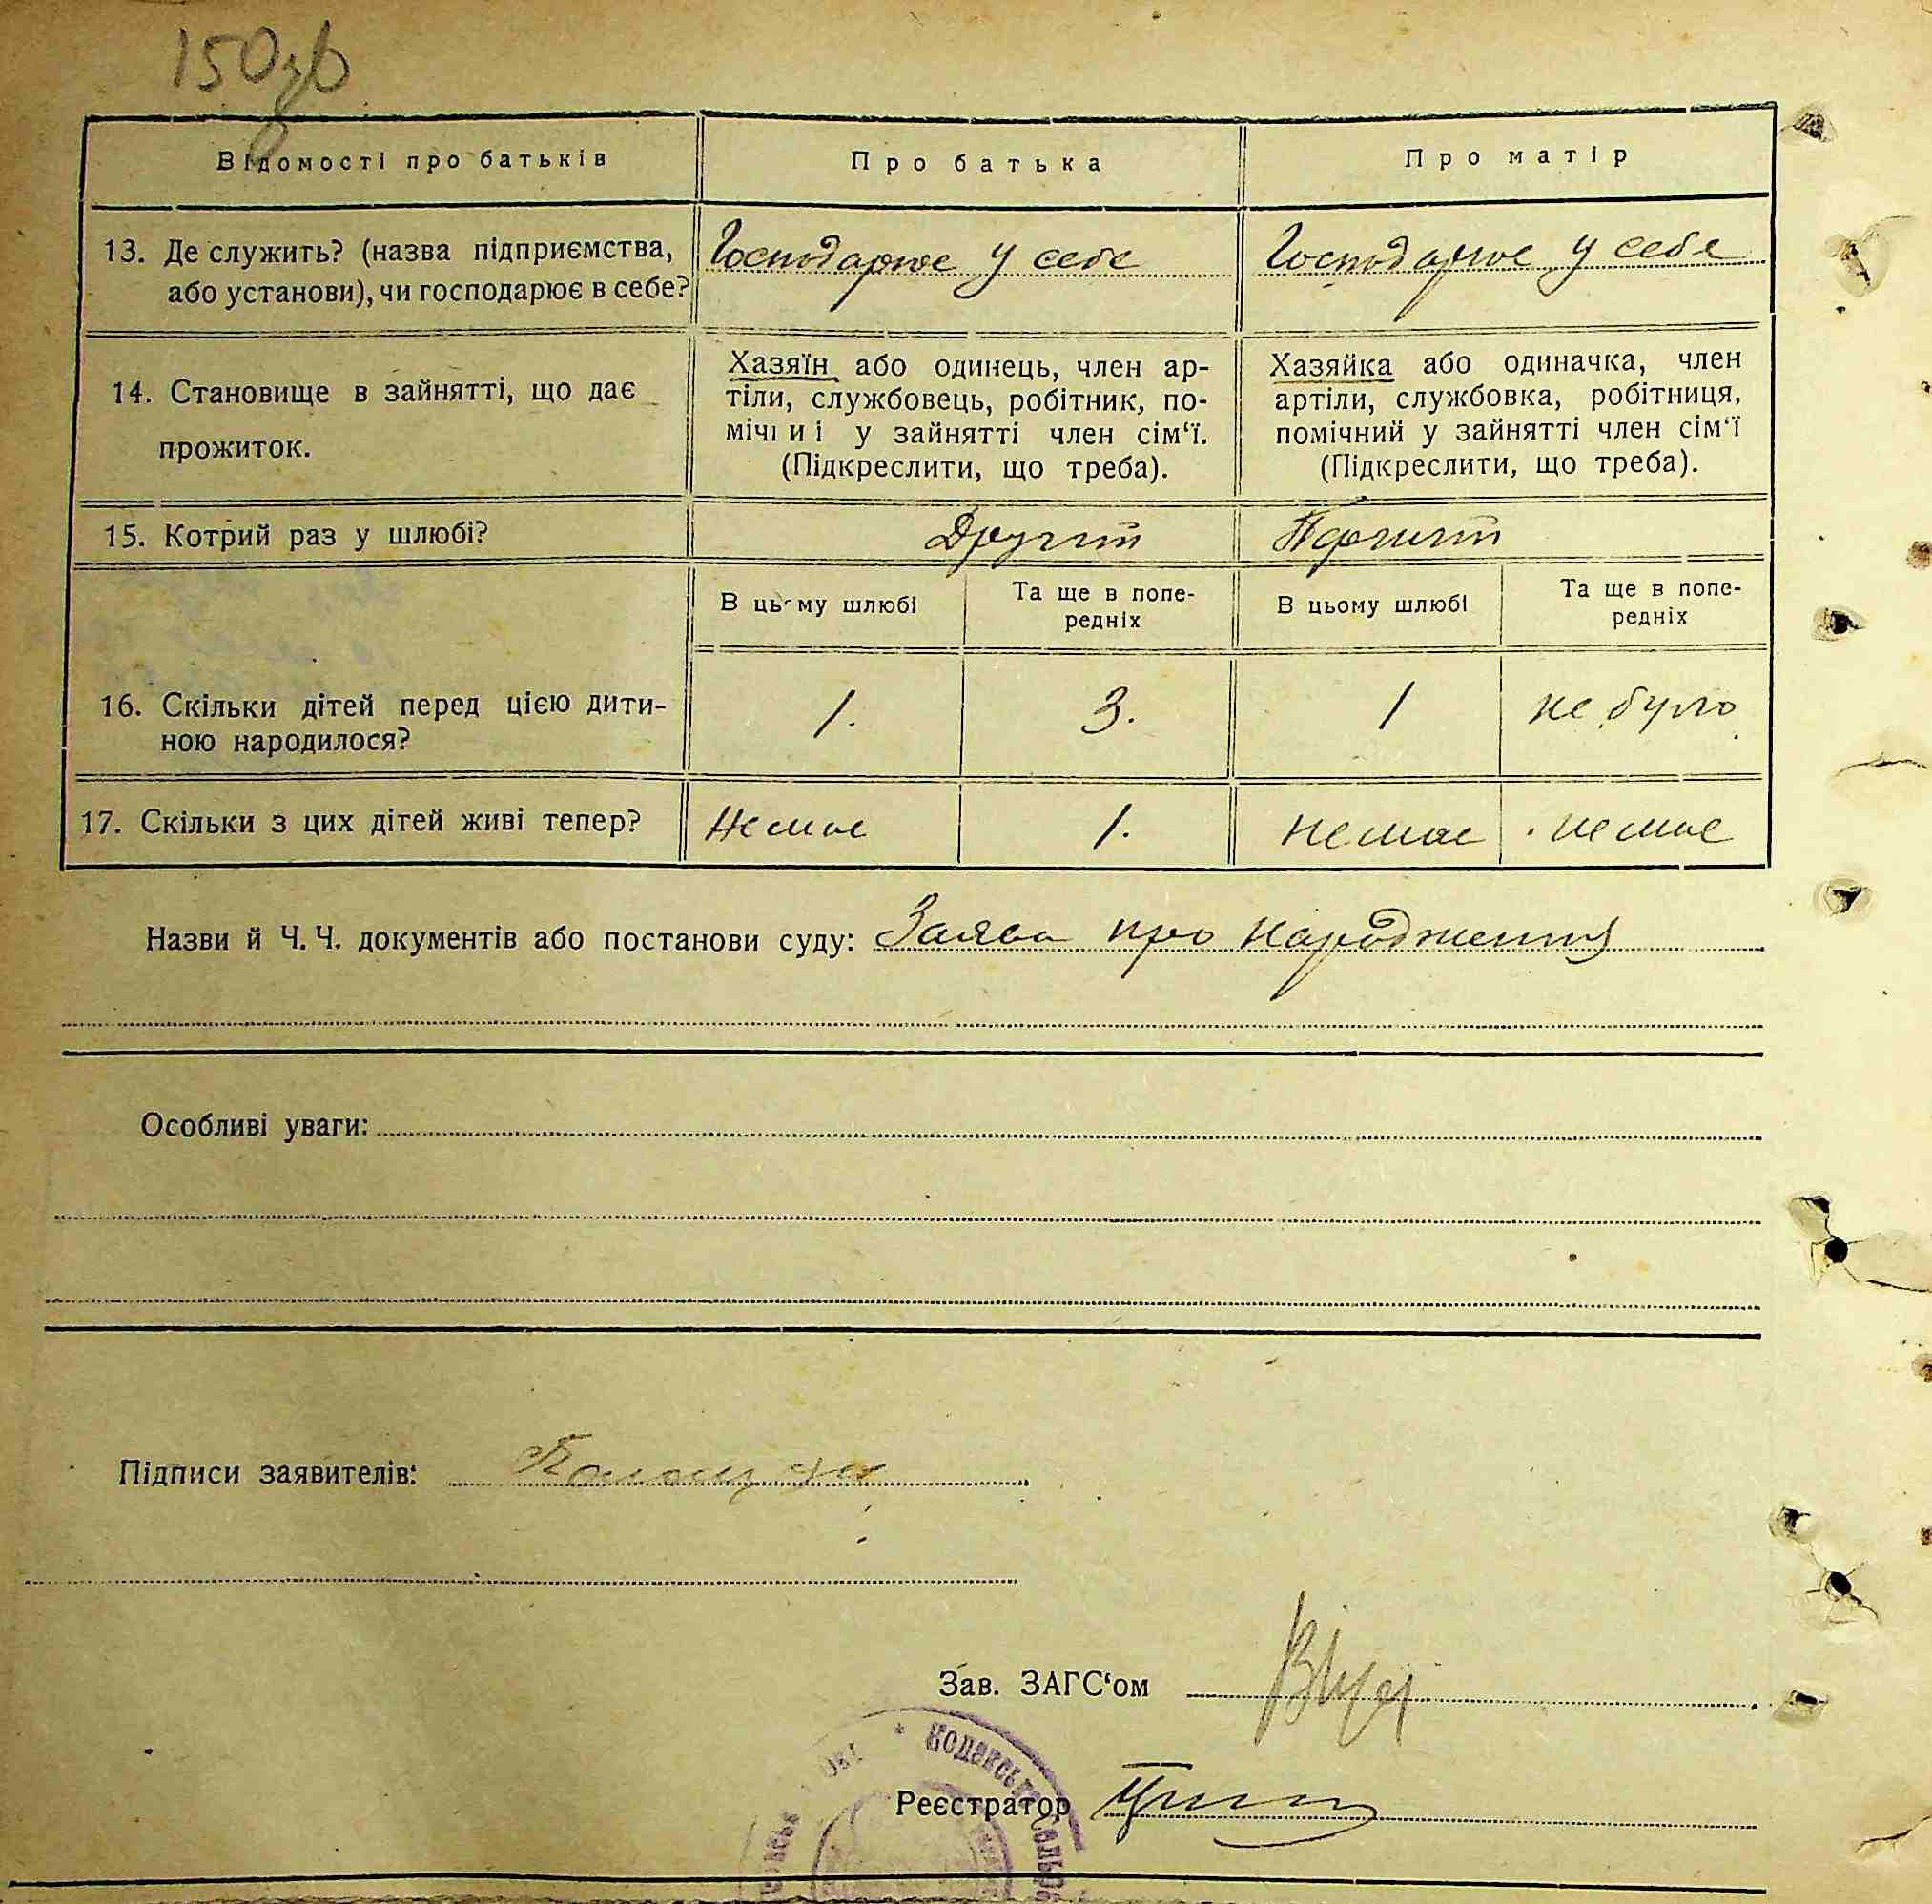 150зв
Відомості про батьків
Про батька
Про матір
13. Де служить? (назва підприємства,
або установи), чи господарює в себе?
Господарює у себе
Господарює у себе
14. Становище в зайнятті, що дає
прожиток.
Хазяїн або одинець, член ар-
тіли, службовець, робітник, по-
мічниі у зайнятті член сім‘ї.
(Підкреслити, що треба).
Хазяйка або одиначка, член
артіли, службовка, робітниця,
помічний у зайнятті член сім‘ї
(Підкреслити, що треба).
15. Котрий раз у шлюбі?
Другий
Перший
В цьму шлюбі
Та ще в попе-
редніх
В цьому шлюбі
Та ще в попе-
редніх
16. Скільки дітей перед цією дити-
ною народилося?
1.
3.
1
не було
17. Скільки з цих дітей живі тепер?
Немає
1.
немає
немає
Назви й Ч. Ч. документів або постанови суду: Заява про народження
Особливі уваги:
Підписи заявителів:
Зав. ЗАГС‘ом
* Кодакська Сельра
Реєстратор